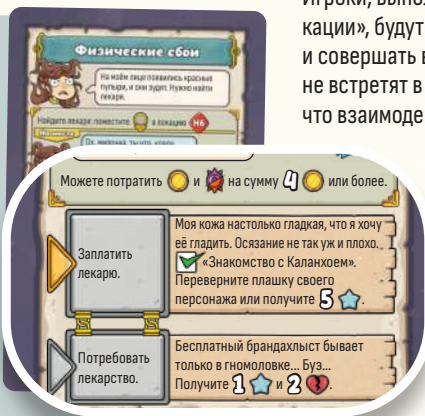 Игроки, выпол
кации», будут
и совершать в
не встретят в
что взаимоде
Физические сбои
На моём лице появились красные
пупыри, и они зудят. Нужно найти
лекаря.
Найдите лекаря: поместите в локацию H6
Можете потратить и на сумму 4 или более.
Заплатить
лекарю.
Моя кожа настолько гладкая, что я хочу
её гладить. Осязание не так уж и плохо.
«Знакомство с Каланхоем».
Переверните плашку своего
персонажа или получите 5 .
Потребовать
лекарство.
Бесплатный брандахлыст бывает
только в гномоловке... Буэ...
Получите 1 и 2 .